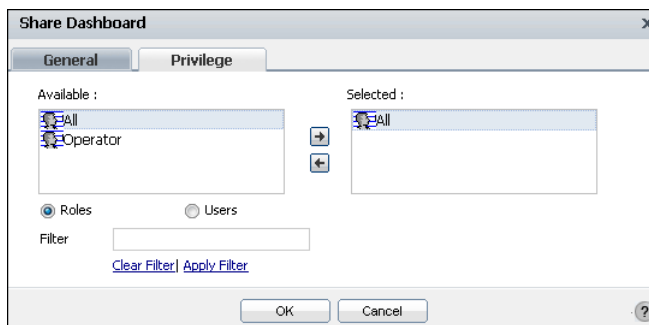 Share Dashboard x
General Privilege
Available : Selected :
All All
Operator
Roles Users
Filter
Clear Filter| Apply Filter
OK Cancel ?